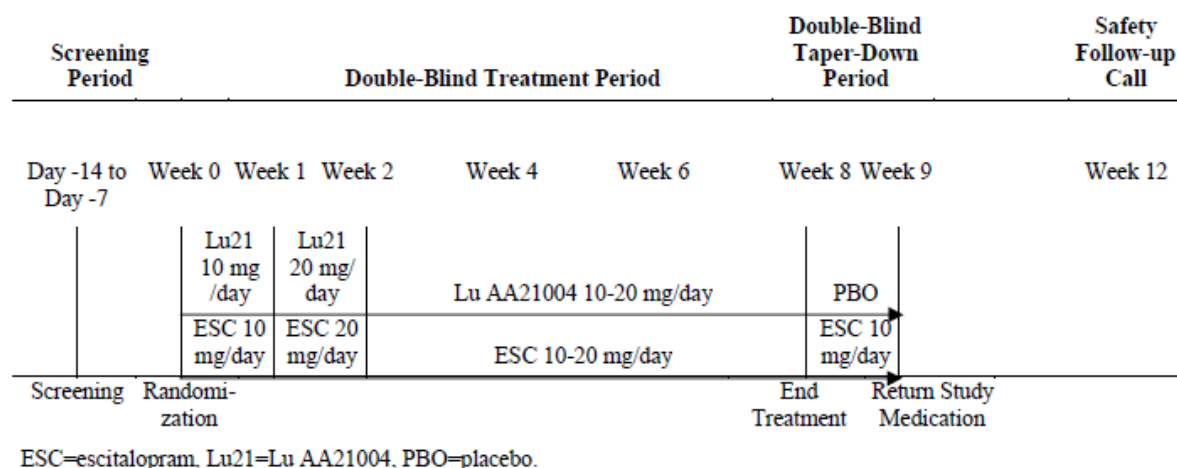 Screening
Period
Double-Blind Treatment Period
Double-Blind
Taper-Down
Period
Safety
Follow-up
Call
Day -14 to
Day -7
Week 0
Week 1
Week 2
Week 4
Week 6
Week 8
Week 9
Week 12
Lu21
10 mg
/day
Lu21
20 mg/
day
Lu AA21004 10-20 mg/day
PBO
ESC 10
mg/day
ESC 20
mg/day
ESC 10-20 mg/day
ESC 10
mg/day
Screening
Randomi-
zation
End
Treatment
Return Study
Medication
ESC=escitalopram, Lu21=Lu AA21004, PBO=placebo.